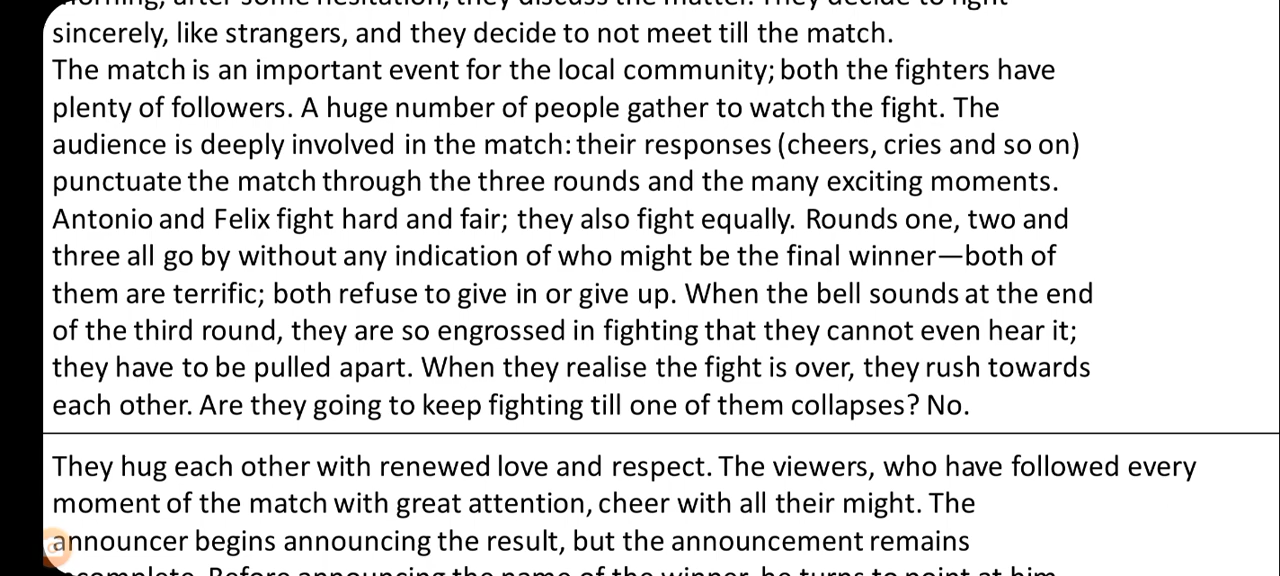 sincerely, like strangers, and they decide to not meet till the match.
The match is an important event for the local community; both the fighters have
plenty of followers. A huge number of people gather to watch the fight. The
audience is deeply involved in the match: their responses (cheers, cries and so on)
punctuate the match through the three rounds and the many exciting moments.
Antonio and Felix fight hard and fair; they also fight equally. Rounds one, two and
three all go by without any indication of who might be the final winner—both of
them are terrific; both refuse to give in or give up. When the bell sounds at the end
of the third round, they are so engrossed in fighting that they cannot even hear it;
they have to be pulled apart. When they realise the fight is over, they rush towards
each other. Are they going to keep fighting till one of them collapses? No.
They hug each other with renewed love and respect. The viewers, who have followed every
moment of the match with great attention, cheer with all their might. The
announcer begins announcing the result, but the announcement remains